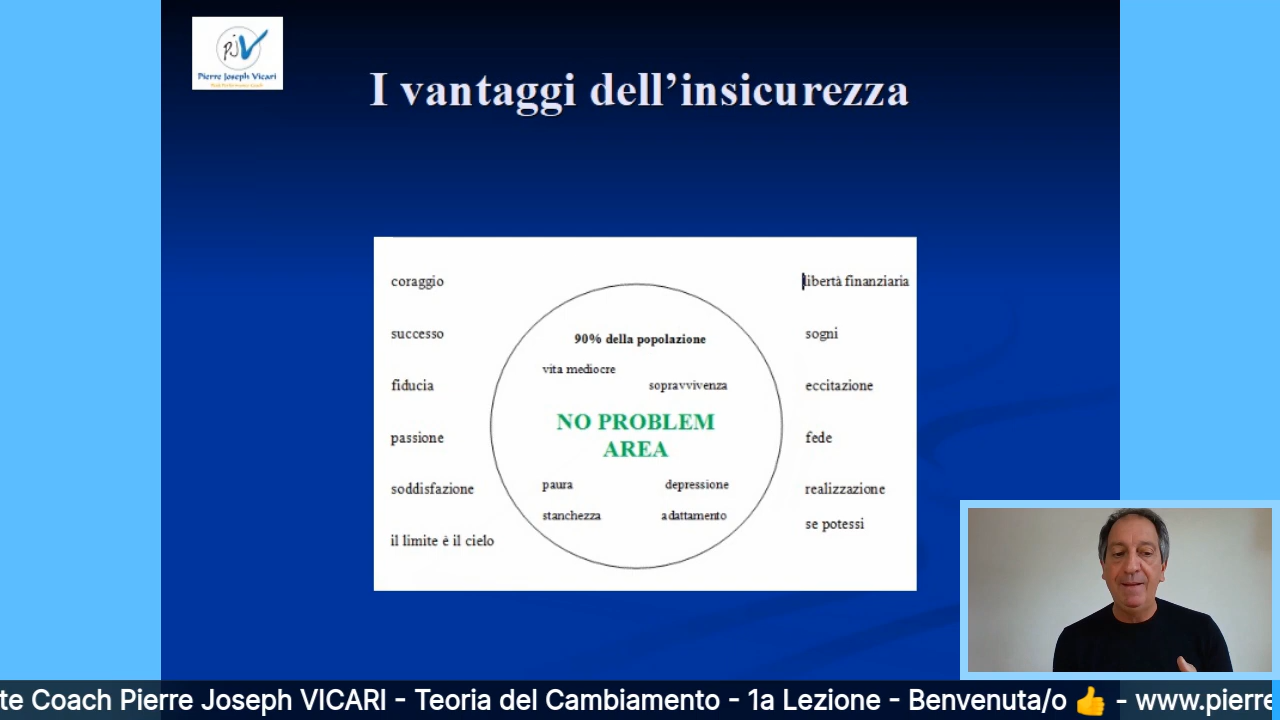 PJV
Pierre Joseph Vicari
I vantaggi dell’insicurezza
coraggio
successo
fiducia
passione
soddisfazione
il limite è il cielo
90% della popolazione
vita mediocre
sopravvivenza
NO PROBLEM
AREA
paura
depressione
stanchezza
adattamento
libertà finanziaria
sogni
eccitazione
fede
realizzazione
se potessi
te Coach Pierre Joseph VICARI - Teoria del Cambiamento - 1a Lezione - Benvenuta/o 👍 - www.pierre